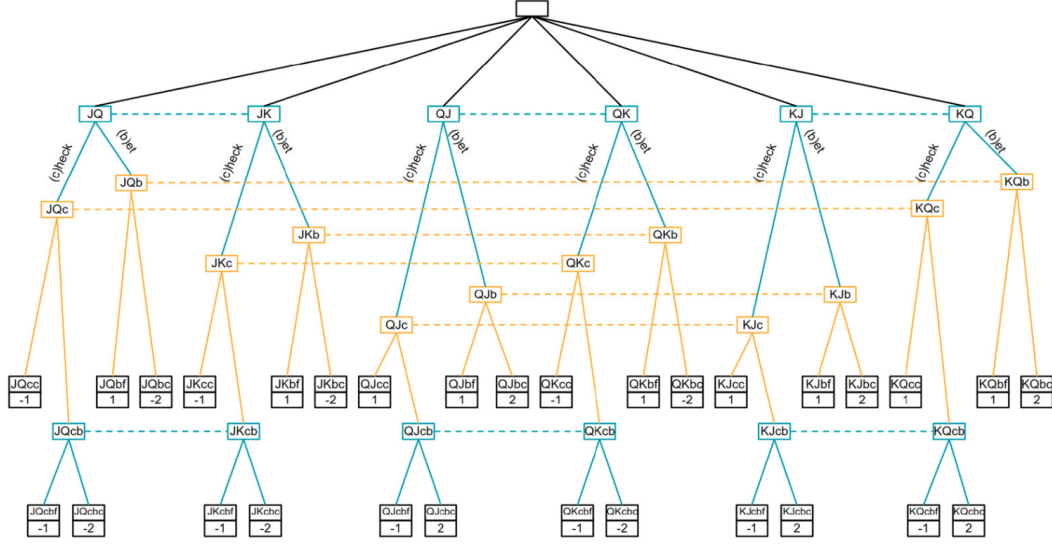 JQ JK QJ QK KJ KQ
(c)heck (b)et (c)heck (b)et (c)heck (b)et (c)heck (b)et (c)heck (b)et (c)heck (b)et
JQb KQb
JQc KQc
JKb QKb
JKc QKc
QJb KJb
QJc KJc
JQcc JQbf JQbc JKcc JKbf JKbc QJcc QJbf QJbc QKcc QKbf QKbc KJcc KJbf KJbc KQcc KQbf KQbc
-1 1 -2 -1 1 -2 1 1 2 -1 1 -2 1 1 2 1 1 2
JQcb JKcb QJcb QKcb KJcb KQcb
JQcbf JQcbc JKcbf JKcbc QJcbf QJcbc QKcbf QKcbc KJcbf KJcbc KQcbf KQcbc
-1 -2 -1 -2 -1 2 -1 -2 -1 2 -1 2